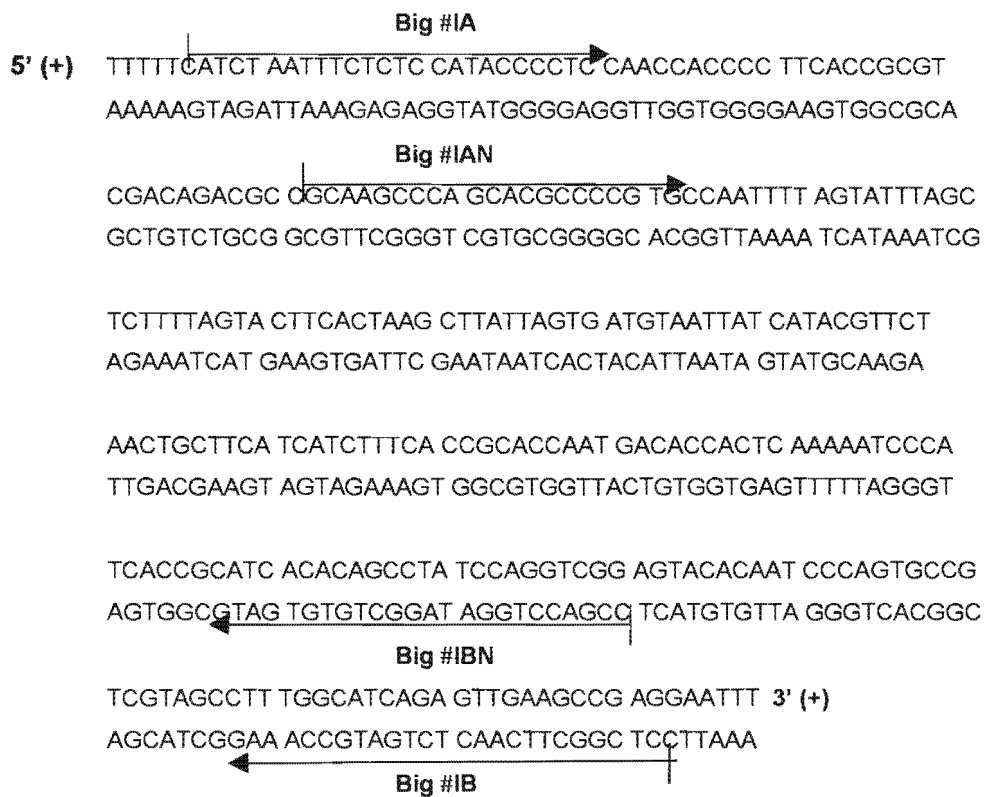 Big #IA
5' (+) TTTTTCATCT AATTTCTCTC CATACCCCTC CAACCACCCC TTCACCGCGT
AAAAAGTAGATTAAAGAGAGGTATGGGGAGGTTGGTGGGGAAGTGGCGCA
Big #IAN
CGACAGACGC CGCAAGCCCA GCACGCCCCG TGCCAATTTT AGTATTTAGC
GCTGTCTGCG GCGTTCGGGT CGTGCGGGGC ACGGTTAAAA TCATAAATCG
TCTTTTAGTA CTTCACTAAG CTTATTAGTG ATGTAATTAT CATACGTTCT
AGAAATCAT GAAGTGATTC GAATAATCACTACATTAATA GTATGCAAGA
AACTGCTTCA TCATCTTTCA CCGCACCAAT GACACCACTC AAAAATCCCA
TTGACGAAGT AGTAGAAAGT GGCGTGGTTACTGTGGTGAGTTTTTAGGGT
TCACCGCATC ACACAGCCTA TCCAGGTCGG AGTACACAAT CCCAGTGCCG
AGTGGCGTAG TGTGTCGGAT AGGTCCAGCC TCATGTGTTA GGGTCACGGC
Big #IBN
TCGTAGCCTT TGGCATCAGA GTTGAAGCCG AGGAATTT 3' (+)
AGCATCGGAA ACCGTAGTCT CAACTTCGGC TCCTTAAA
Big #IB